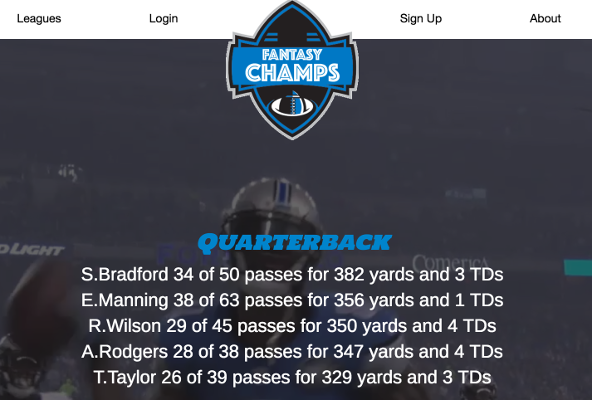 Leagues Login Sign Up About
FANTASY
CHAMPS
D LIGHT
Comerica
QUARTERBACK
S.Bradford 34 of 50 passes for 382 yards and 3 TDs
E.Manning 38 of 63 passes for 356 yards and 1 TDs
R.Wilson 29 of 45 passes for 350 yards and 4 TDs
A.Rodgers 28 of 38 passes for 347 yards and 4 TDs
T.Taylor 26 of 39 passes for 329 yards and 3 TDs